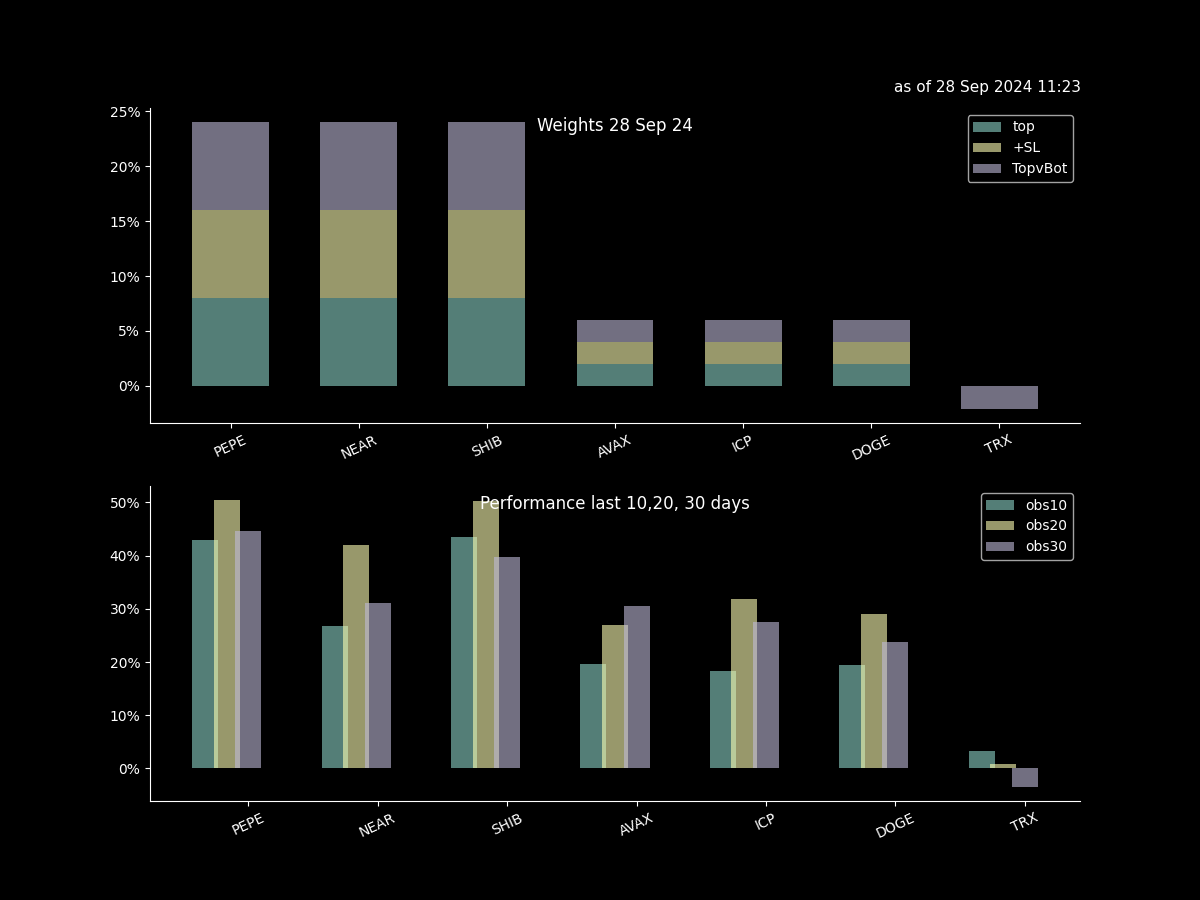 as of 28 Sep 2024 11:23
Weights 28 Sep 24
25%
20%
15%
10%
5%
0%
top
+SL
TopvBot
PEPE NEAR SHIB AVAX ICP DOGE TRX
Performance last 10,20, 30 days
50%
40%
30%
20%
10%
0%
obs10
obs20
obs30
PEPE NEAR SHIB AVAX ICP DOGE TRX